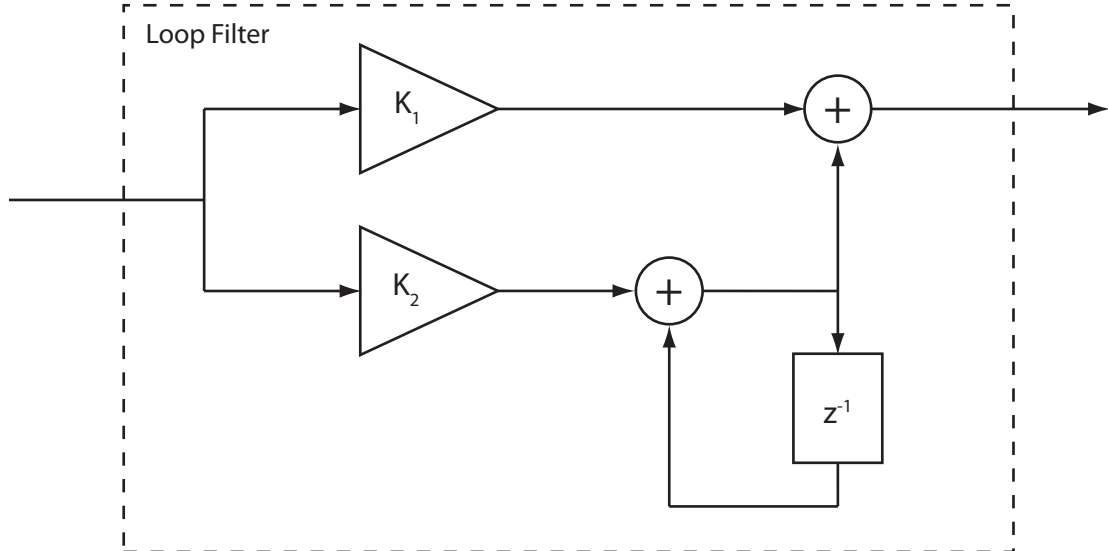 Loop Filter
K₁
+
K₂
+
z⁻¹